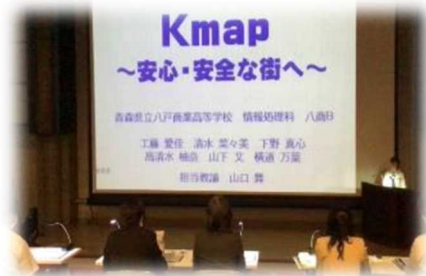 Kmap
～安心・安全な街へ～
青森県立八戸商業高等学校 情報処理科 八商B
工藤 愛佳 清水 菜々美 下野 真心
高清水 柚奈 山下 文 横道 万葉
担当教諭 山口 舞